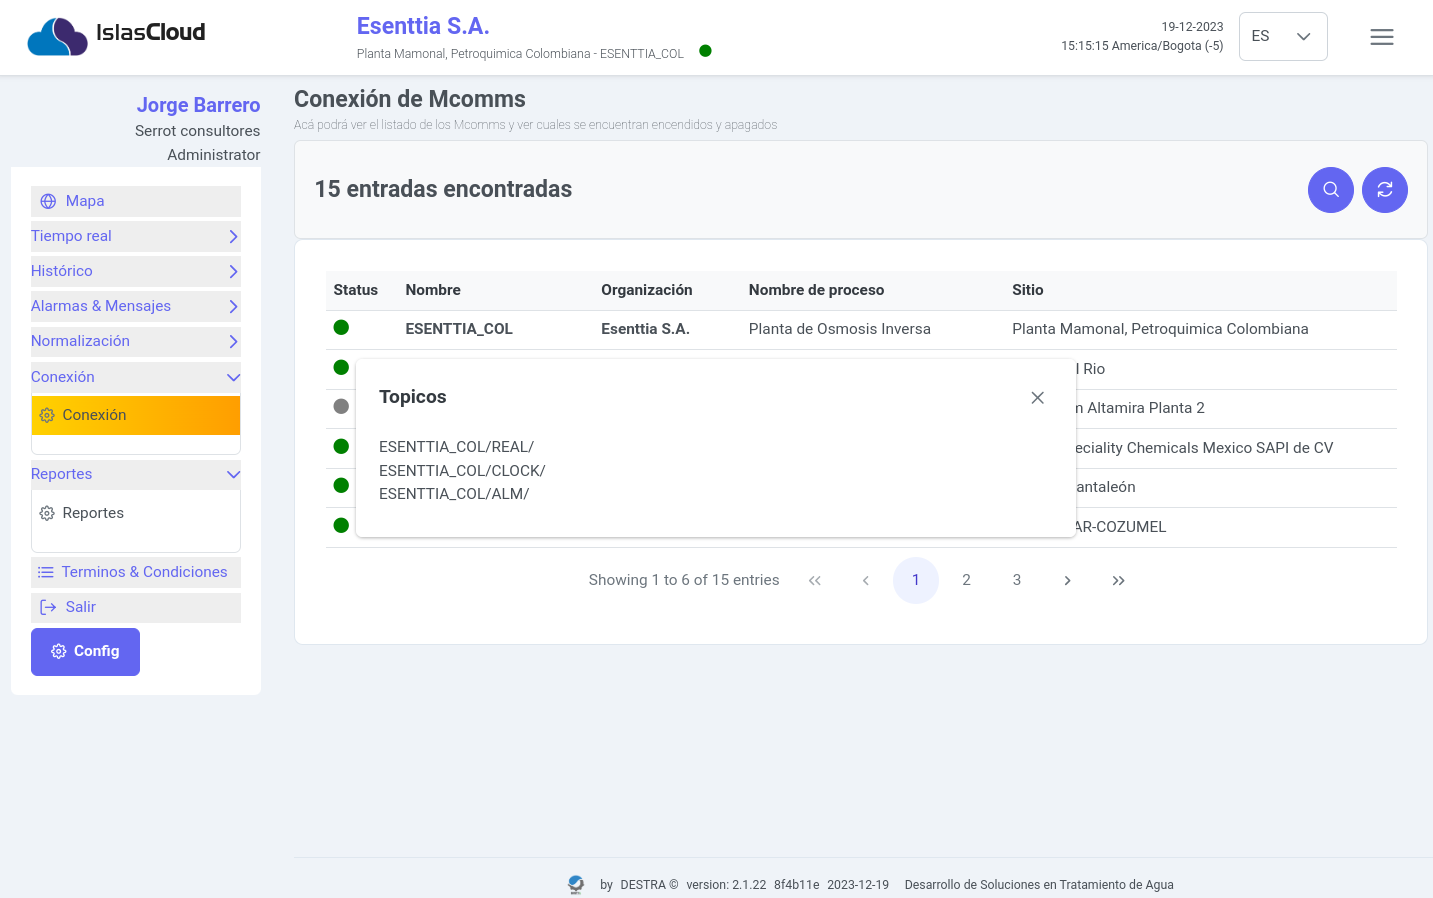 IslasCloud
Esenttia S.A.
Planta Mamonal, Petroquimica Colombiana - ESENTTIA_COL
19-12-2023
15:15:15 America/Bogota (-5)
ES
Jorge Barrero
Serrot consultores
Administrator
Mapa
Tiempo real
Histórico
Alarmas & Mensajes
Normalización
Conexión
Conexión
Reportes
Reportes
Terminos & Condiciones
Salir
Config
Conexión de Mcomms
Acá podrá ver el listado de los Mcomms y ver cuales se encuentran encendidos y apagados
15 entradas encontradas
Status Nombre Organización Nombre de proceso Sitio
ESENTTIA_COL Esenttia S.A. Planta de Osmosis Inversa Planta Mamonal, Petroquimica Colombiana
Rio
Altamira Planta 2
Chemicals Mexico SAPI de CV
AR-COZUMEL
Topicos
ESENTTIA_COL/REAL/
ESENTTIA_COL/CLOCK/
ESENTTIA_COL/ALM/
Showing 1 to 6 of 15 entries 1 2 3
by DESTRA © version: 2.1.22 8f4b11e 2023-12-19 Desarrollo de Soluciones en Tratamiento de Agua